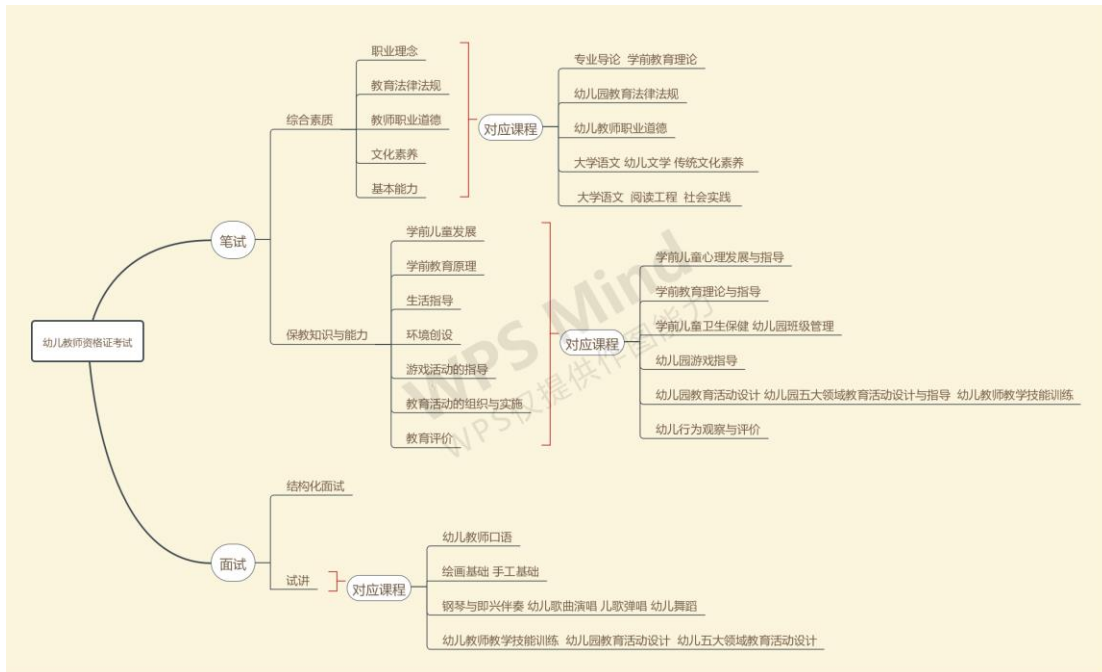 幼儿教师资格证考试
笔试
综合素质
职业理念
教育法律法规
教师职业道德
文化素养
基本能力
对应课程
专业导论 学前教育理论
幼儿园教育法律法规
幼儿教师职业道德
大学语文 幼儿文学 传统文化素养
大学语文 阅读工程 社会实践
保教知识与能力
学前儿童发展
学前教育原理
生活指导
环境创设
游戏活动的指导
教育活动的组织与实施
教育评价
对应课程
学前儿童心理发展与指导
学前教育理论与指导
学前儿童卫生保健 幼儿园班级管理
幼儿园游戏指导
幼儿园教育活动设计 幼儿园五大领域教育活动设计与指导 幼儿教师教学技能训练
幼儿行为观察与评价
面试
结构化面试
试讲
对应课程
幼儿教师口语
绘画基础 手工基础
钢琴与即兴伴奏 幼儿歌曲演唱 儿歌弹唱 幼儿舞蹈
幼儿教师教学技能训练 幼儿园教育活动设计 幼儿五大领域教育活动设计
WPS Mind
WPS仅提供作图能力